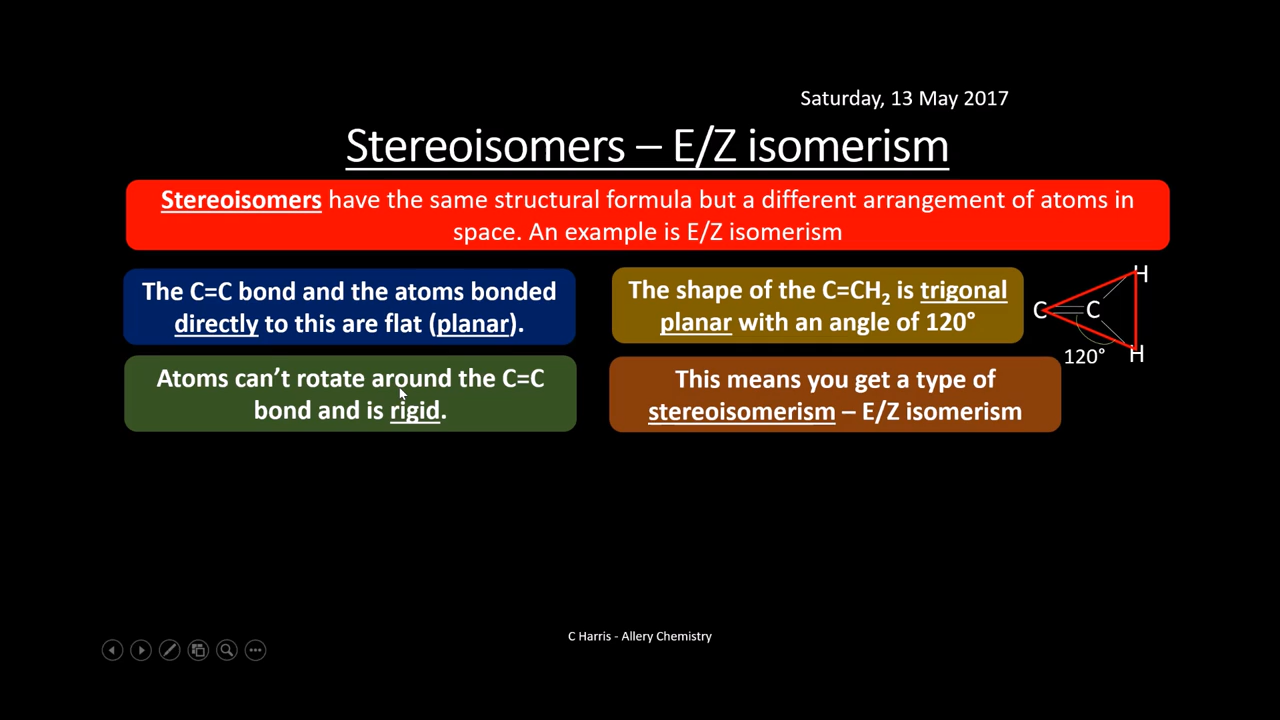 Saturday, 13 May 2017
Stereoisomers – E/Z isomerism
Stereoisomers have the same structural formula but a different arrangement of atoms in
space. An example is E/Z isomerism
The C=C bond and the atoms bonded
directly to this are flat (planar).
The shape of the C=CH₂ is trigonal
planar with an angle of 120°
H
C C
H
120°
Atoms can't rotate around the C=C
bond and is rigid.
This means you get a type of
stereoisomerism – E/Z isomerism
C Harris - Allery Chemistry